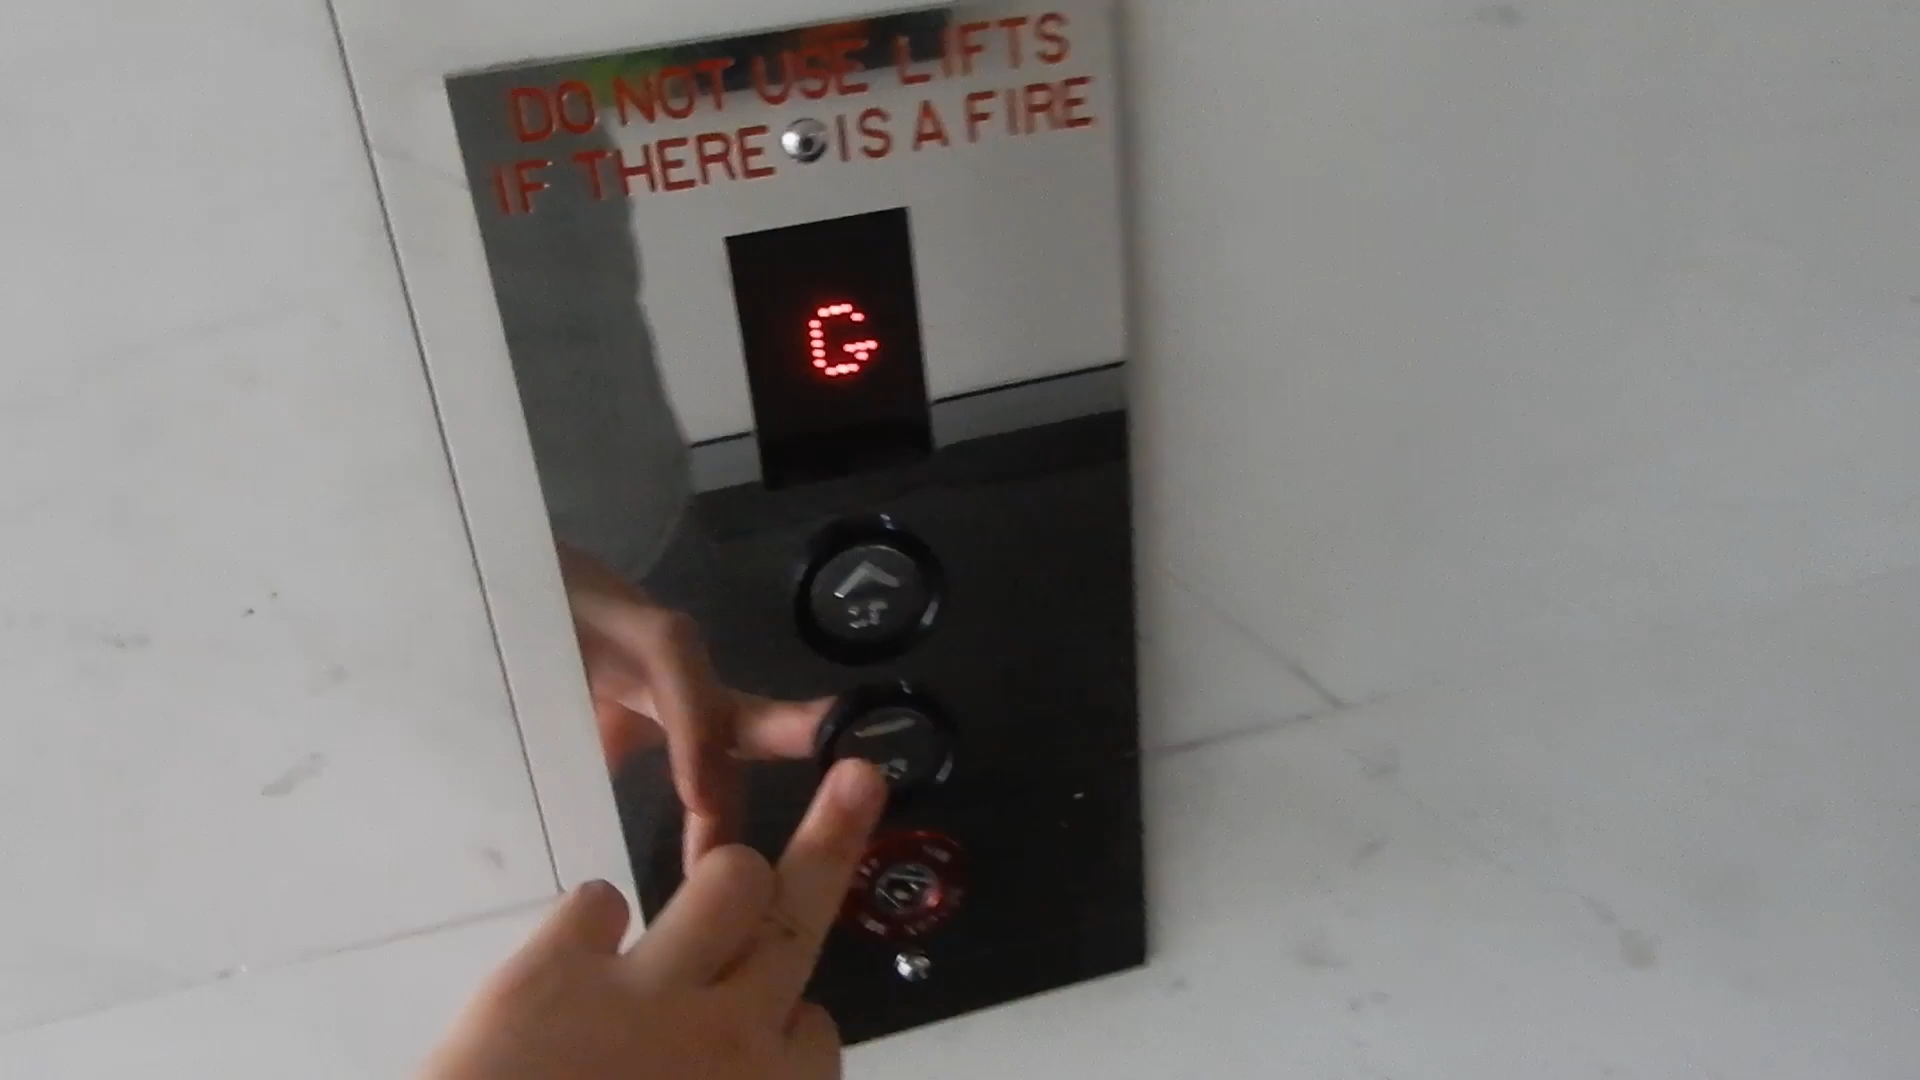 DO NOT USE LIFTS
IF THERE IS A FIRE
G